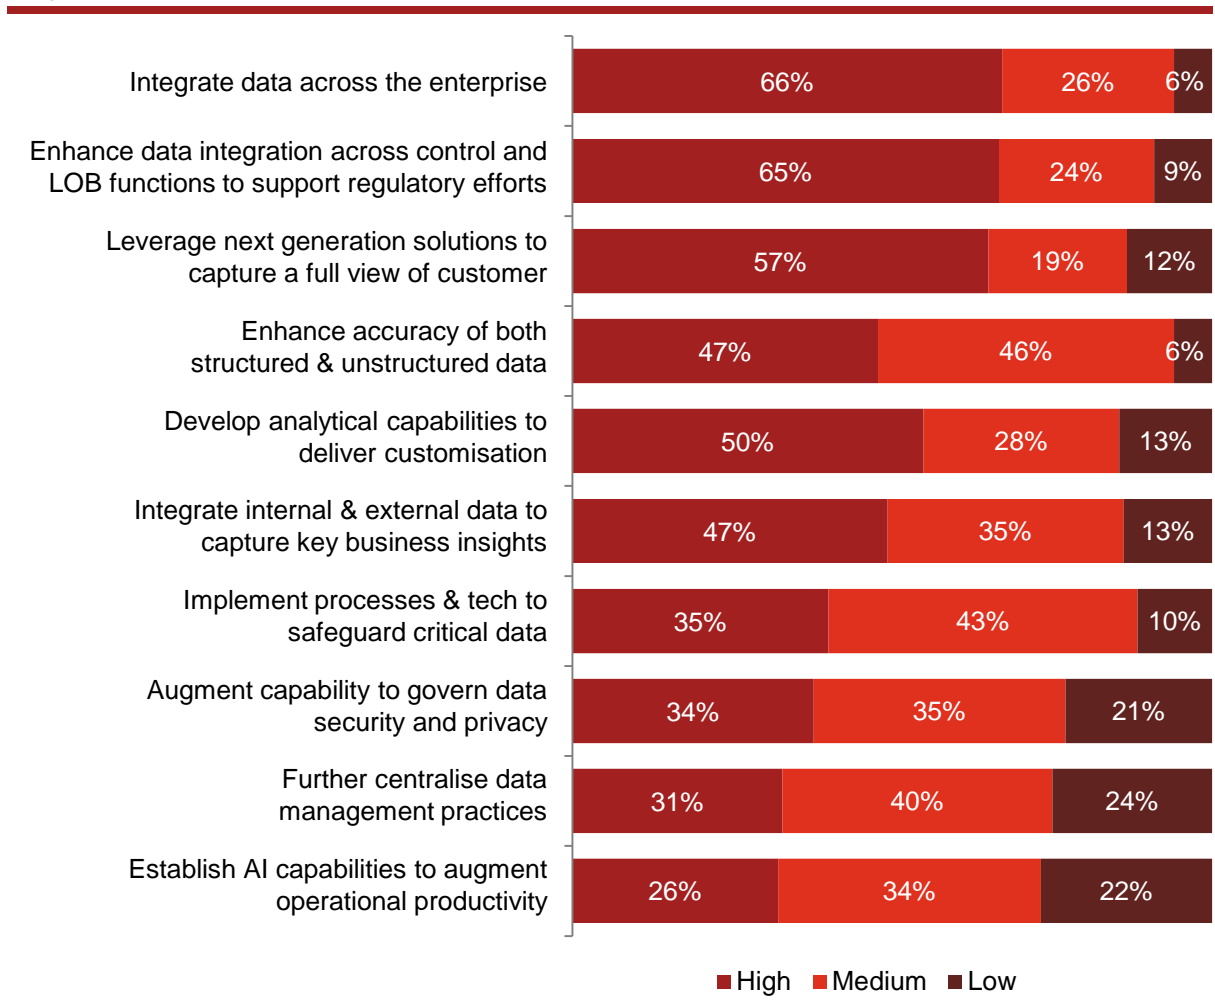 Integrate data across the enterprise
66%
26%
6%
Enhance data integration across control and
LOB functions to support regulatory efforts
65%
24%
9%
Leverage next generation solutions to
capture a full view of customer
57%
19%
12%
Enhance accuracy of both
structured & unstructured data
47%
46%
6%
Develop analytical capabilities to
deliver customisation
50%
28%
13%
Integrate internal & external data to
capture key business insights
47%
35%
13%
Implement processes & tech to
safeguard critical data
35%
43%
10%
Augment capability to govern data
security and privacy
34%
35%
21%
Further centralise data
management practices
31%
40%
24%
Establish AI capabilities to augment
operational productivity
26%
34%
22%
High Medium Low